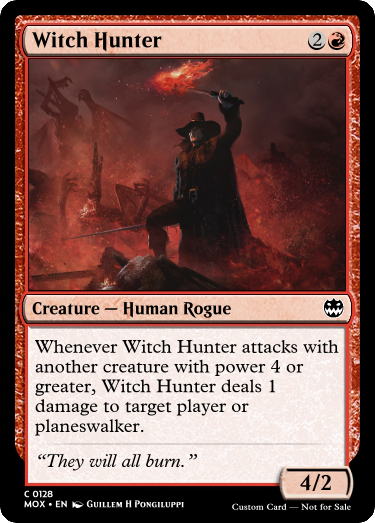 Witch Hunter 2
Creature — Human Rogue
Whenever Witch Hunter attacks with
another creature with power 4 or
greater, Witch Hunter deals 1
damage to target player or
planeswalker.
“They will all burn.”
4/2
C 0128
MOX • EN Guillem H Pongiluppi
Custom Card — Not for Sale